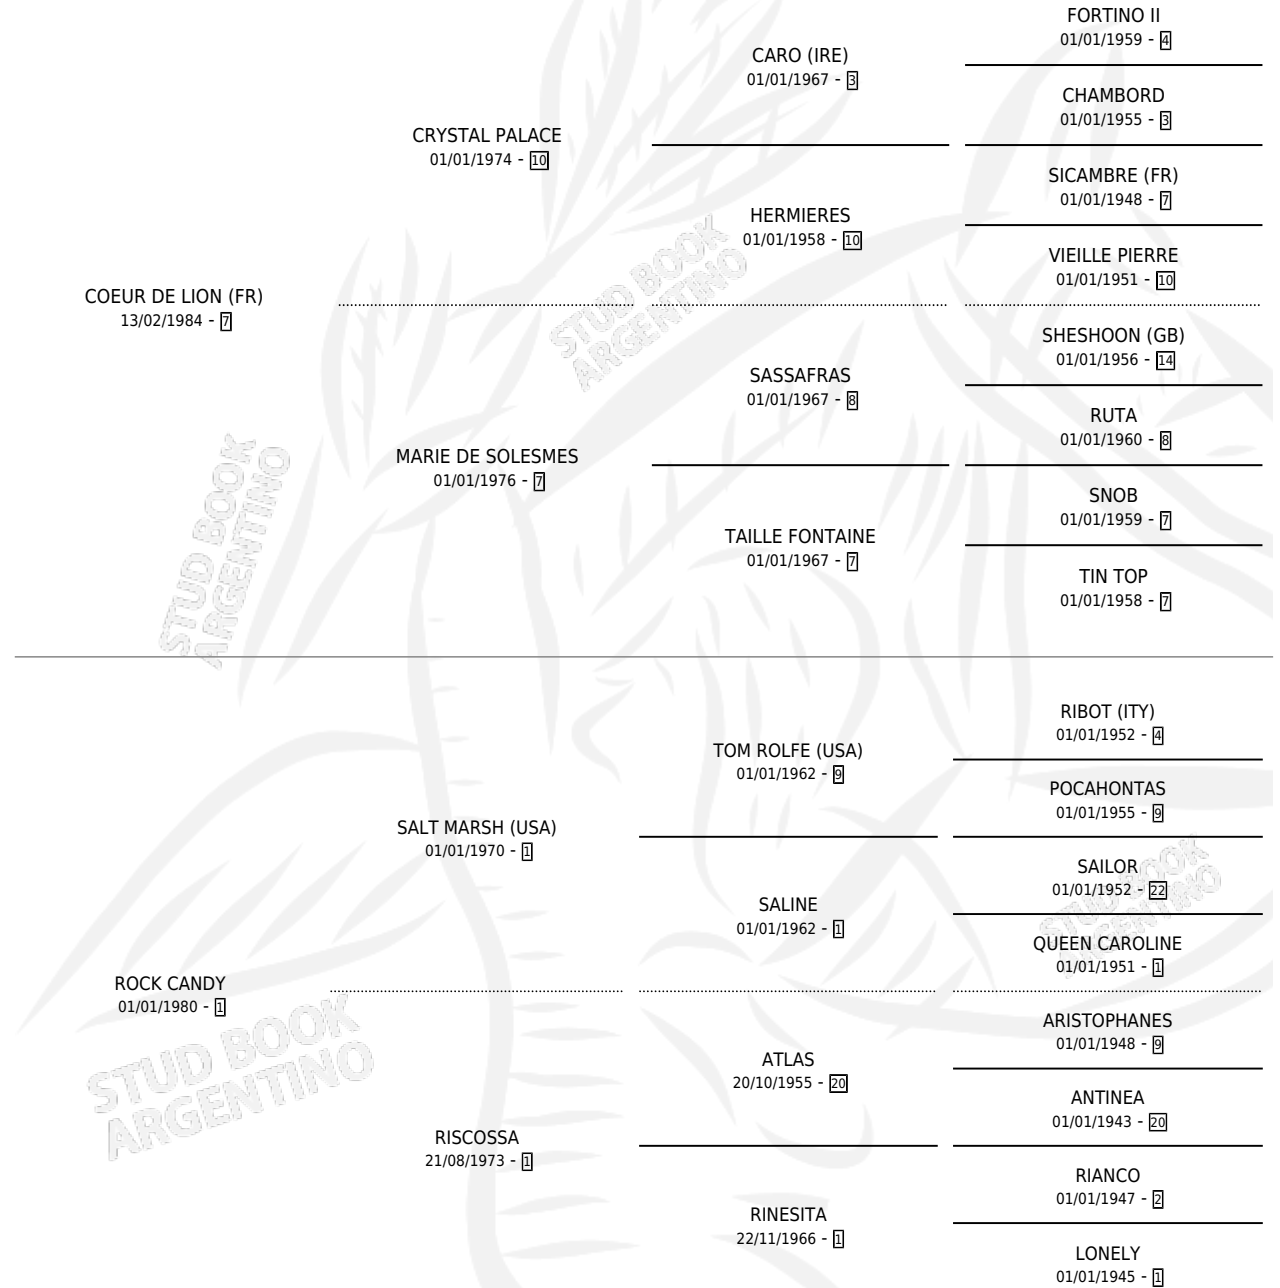 FORTINO II
01/01/1959 - 4
CARO (IRE)
01/01/1967 - 3
CHAMBORD
01/01/1955 - 3
CRYSTAL PALACE
01/01/1974 - 10
SICAMBRE (FR)
01/01/1948 - 7
HERMIERES
01/01/1958 - 10
VIEILLE PIERRE
01/01/1951 - 10
COEUR DE LION (FR)
13/02/1984 - 7
SHESHOON (GB)
01/01/1956 - 14
SASSAFRAS
01/01/1967 - 8
RUTA
01/01/1960 - 8
MARIE DE SOLESMES
01/01/1976 - 7
SNOB
01/01/1959 - 7
TAILLE FONTAINE
01/01/1967 - 7
TIN TOP
01/01/1958 - 7
STUD BOOK
ARGENTINO
STUD BOOK
ARGENTINO
RIBOT (ITY)
01/01/1952 - 4
TOM ROLFE (USA)
01/01/1962 - 9
POCAHONTAS
01/01/1955 - 9
SALT MARSH (USA)
01/01/1970 - 1
SAILOR
01/01/1952 - 22
SALINE
01/01/1962 - 1
QUEEN CAROLINE
01/01/1951 - 1
ROCK CANDY
01/01/1980 - 1
ARISTOPHANES
01/01/1948 - 9
ATLAS
20/10/1955 - 20
ANTINEA
01/01/1943 - 20
RISCOSSA
21/08/1973 - 1
RIANCO
01/01/1947 - 2
RINESITA
22/11/1966 - 1
LONELY
01/01/1945 - 1
STUD BOOK
ARGENTINO
STUD BOOK
ARGENTINO